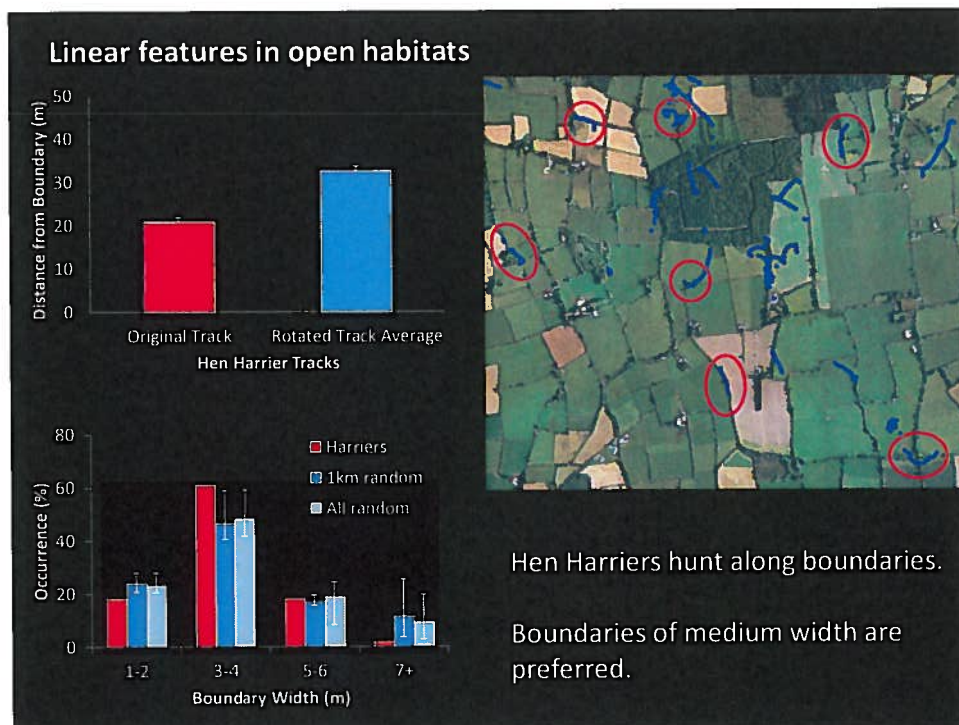 Linear features in open habitats
50
40
30
20
10
0
Distance from Boundary (m)
Original Track
Rotated Track Average
Hen Harrier Tracks
80
60
40
20
0
Occurrence (%)
Harriers
1km random
All random
1-2
3-4
5-6
7+
Boundary Width (m)
Hen Harriers hunt along boundaries.
Boundaries of medium width are
preferred.